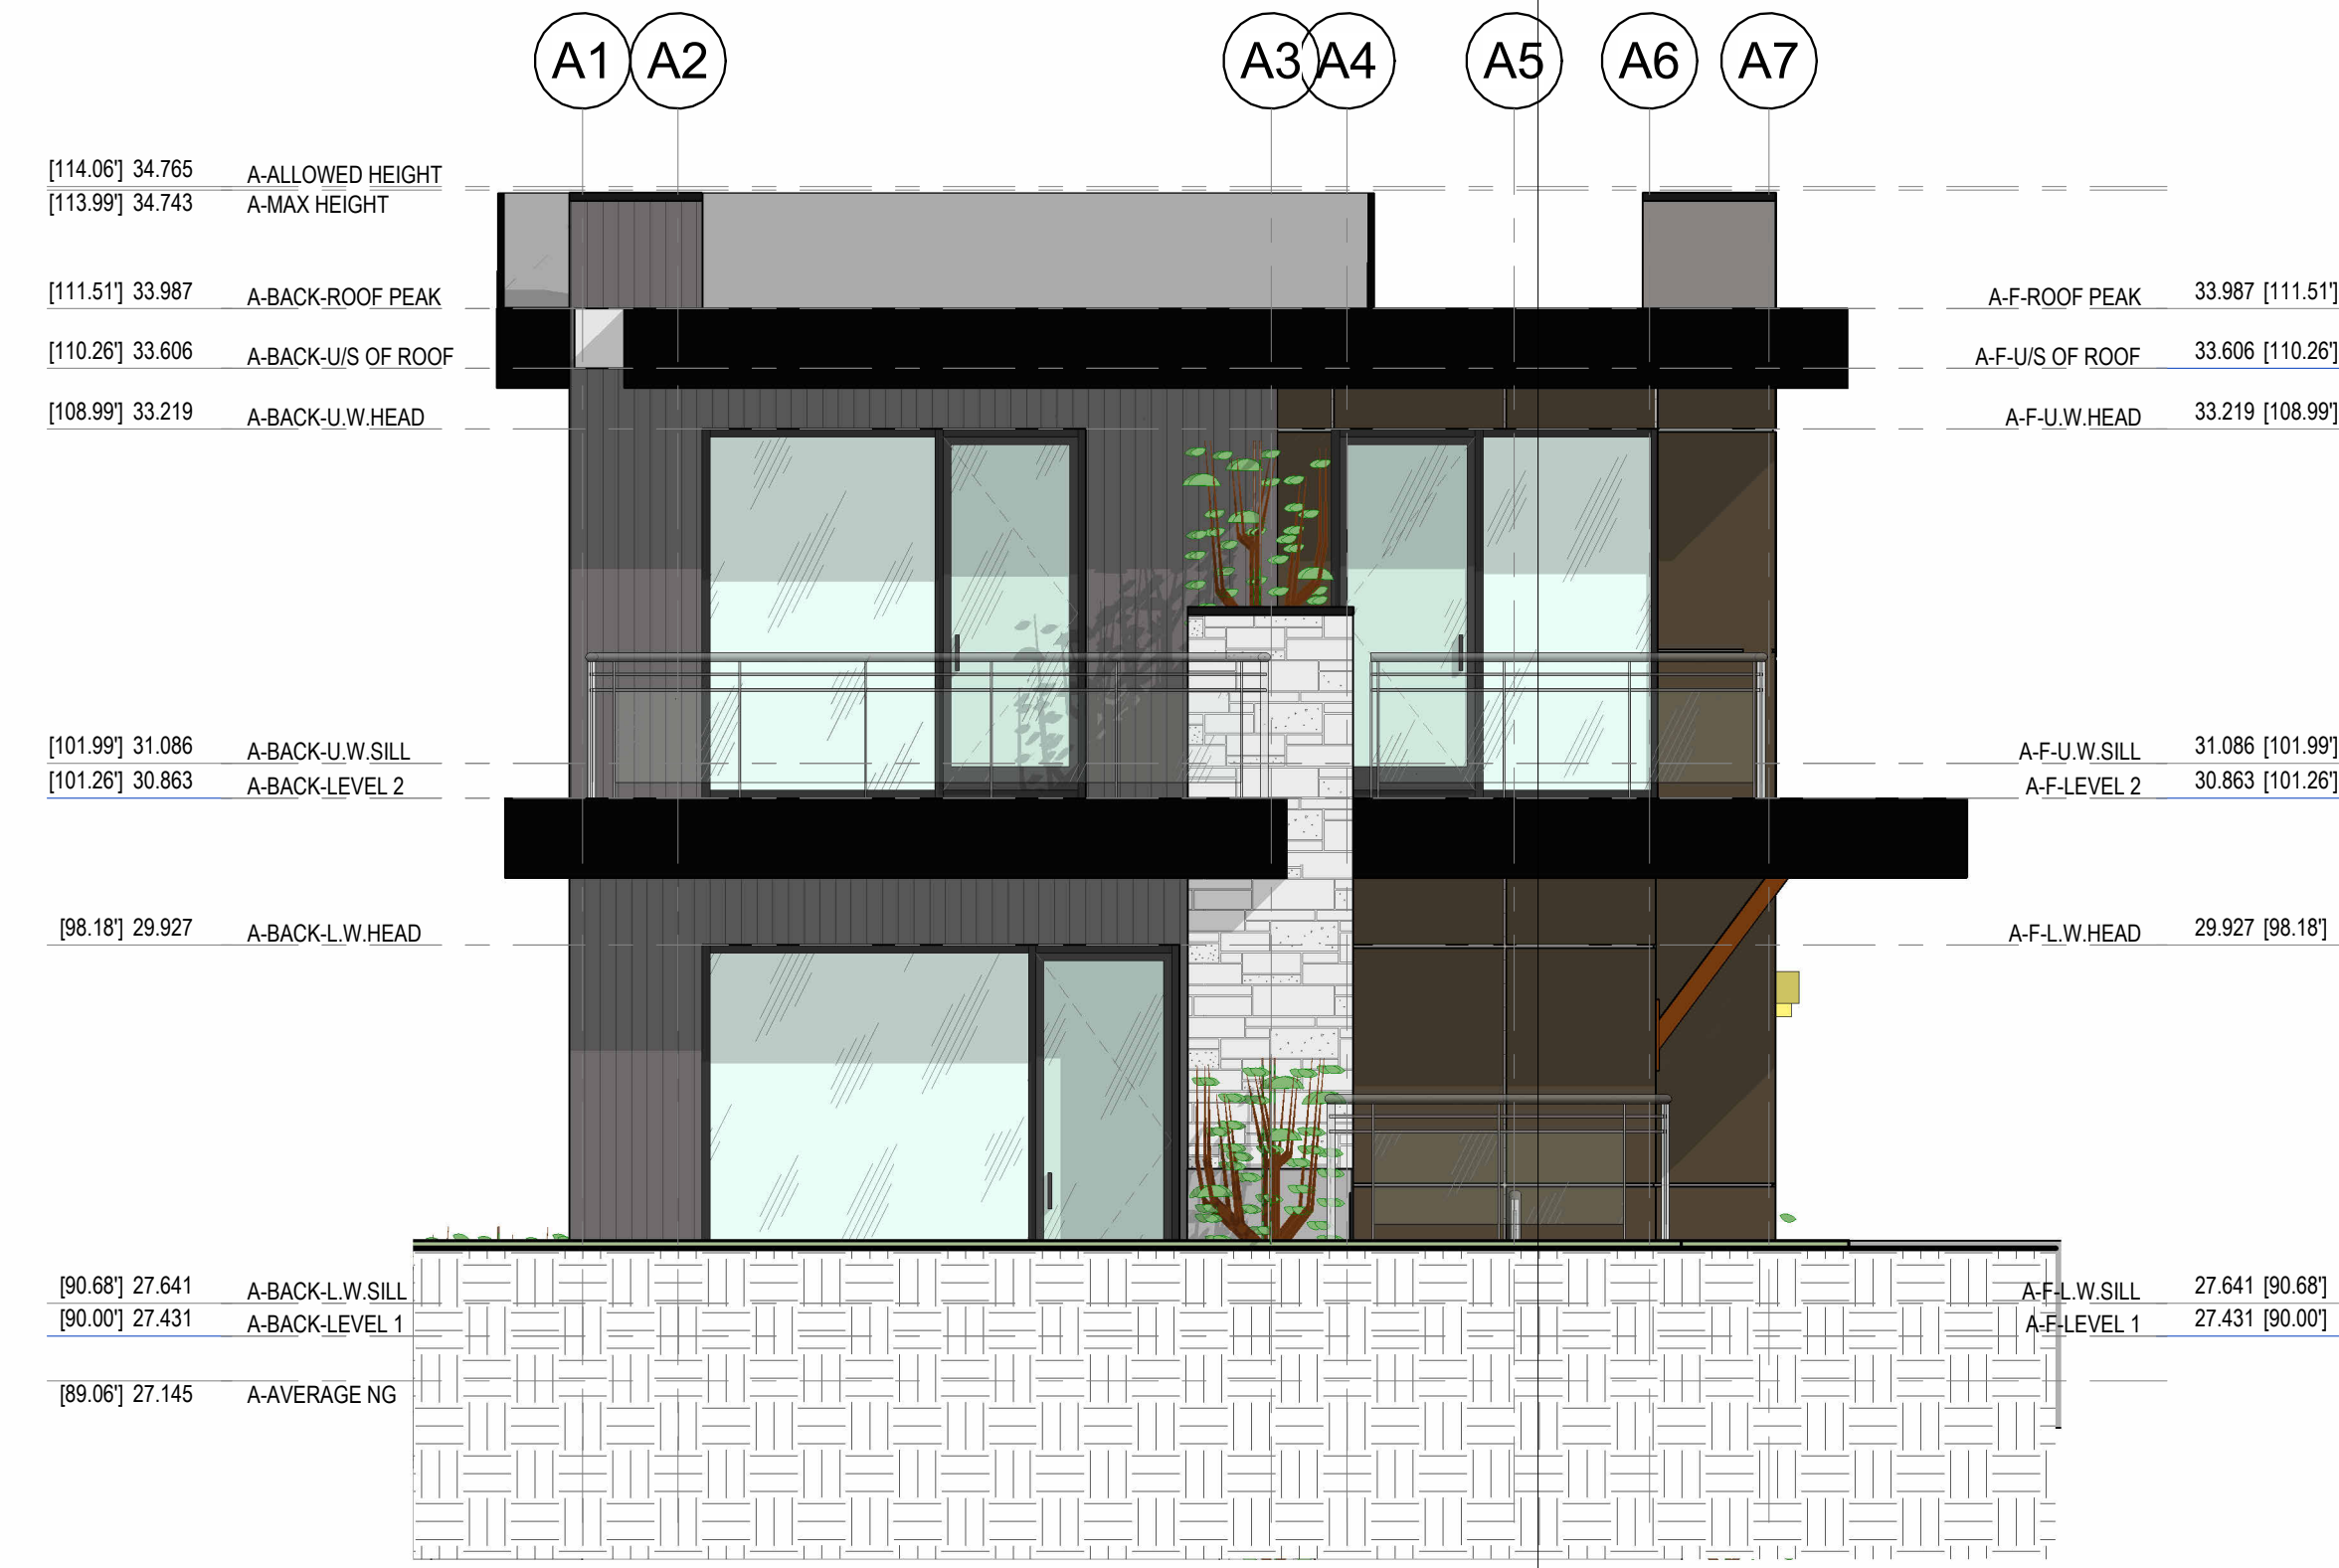 A1 A2 A3 A4 A5 A6 A7
[114.06'] 34.765 A-ALLOWED HEIGHT
[113.99'] 34.743 A-MAX HEIGHT
[111.51'] 33.987 A-BACK-ROOF PEAK A-F-ROOF PEAK 33.987 [111.51']
[110.26'] 33.606 A-BACK-U/S OF ROOF A-F-U/S OF ROOF 33.606 [110.26']
[108.99'] 33.219 A-BACK-U.W.HEAD A-F-U.W.HEAD 33.219 [108.99']
[101.99'] 31.086 A-BACK-U.W.SILL A-F-U.W.SILL 31.086 [101.99']
[101.26'] 30.863 A-BACK-LEVEL 2 A-F-LEVEL 2 30.863 [101.26']
[98.18'] 29.927 A-BACK-L.W.HEAD A-F-L.W.HEAD 29.927 [98.18']
[90.68'] 27.641 A-BACK-L.W.SILL A-F-L.W.SILL 27.641 [90.68']
[90.00'] 27.431 A-BACK-LEVEL 1 A-F-LEVEL 1 27.431 [90.00']
[89.06'] 27.145 A-AVERAGE NG